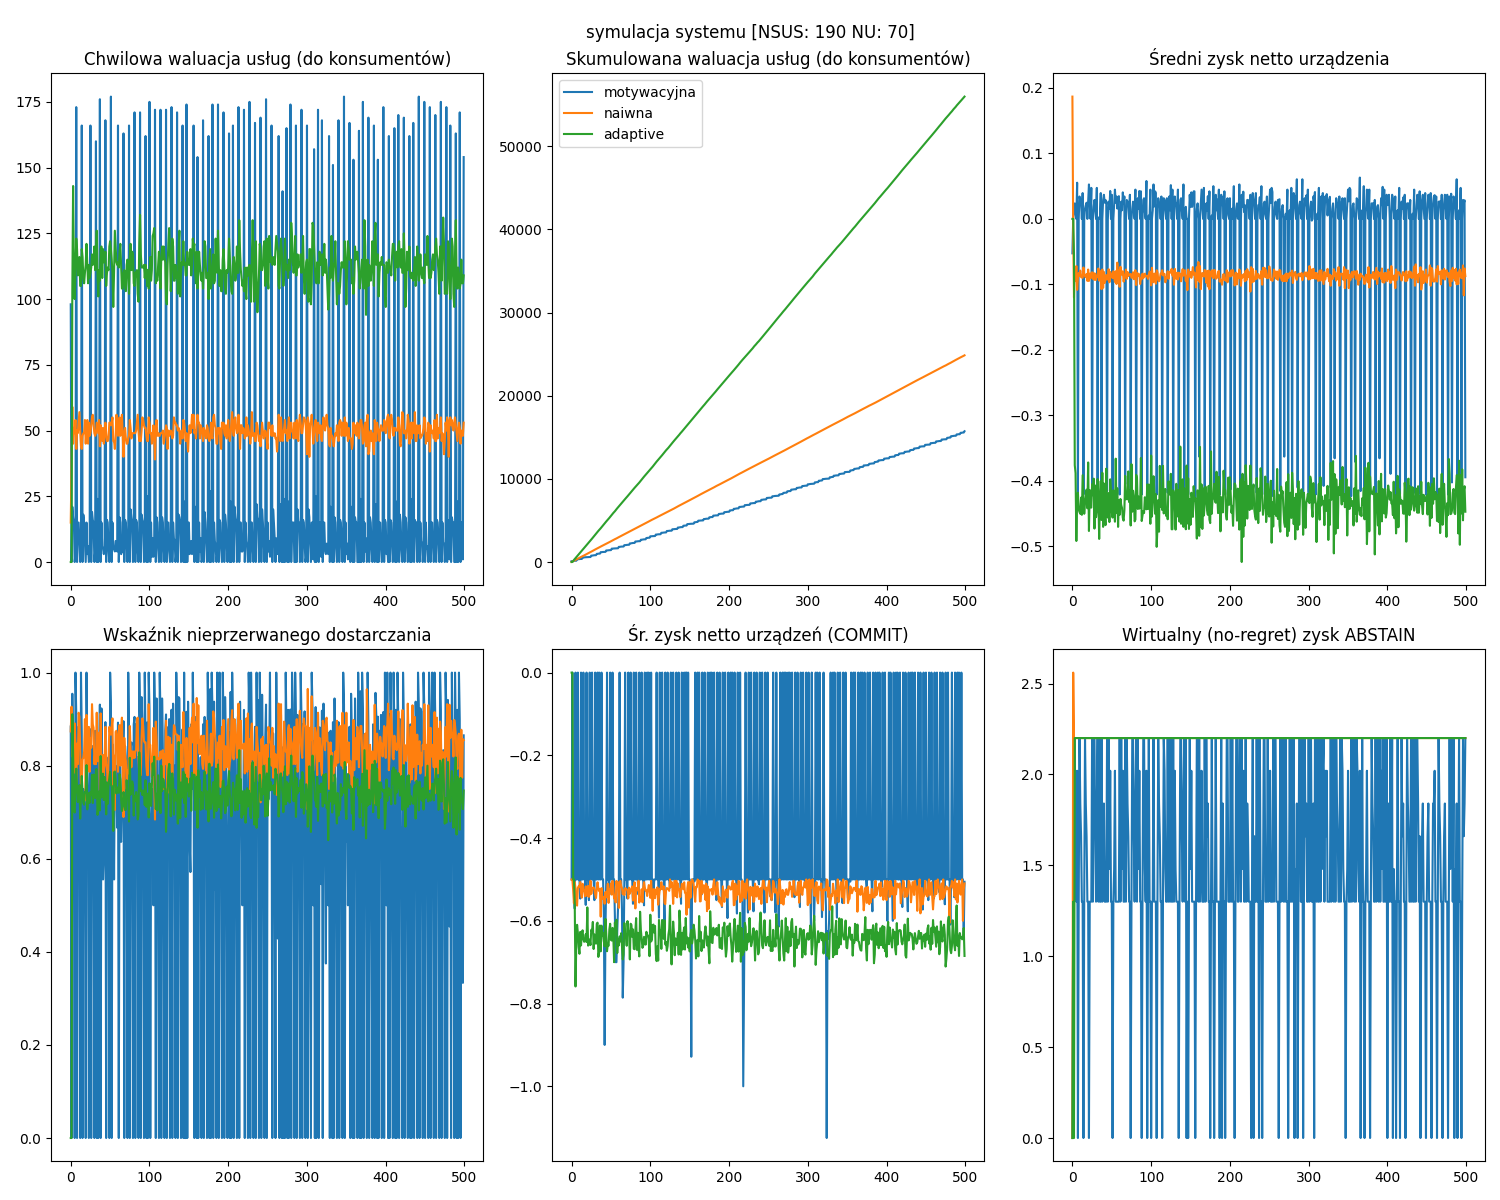 symulacja systemu [NSUS: 190 NU: 70]
Chwilowa waluacja usług (do konsumentów)
175
150
125
100
75
50
25
0
0 100 200 300 400 500
Skumulowana waluacja usług (do konsumentów)
motywacyjna
naiwna
adaptive
50000
40000
30000
20000
10000
0
0 100 200 300 400 500
Średni zysk netto urządzenia
0.2
0.1
0.0
−0.1
−0.2
−0.3
−0.4
−0.5
0 100 200 300 400 500
Wskaźnik nieprzerwanego dostarczania
1.0
0.8
0.6
0.4
0.2
0.0
0 100 200 300 400 500
Śr. zysk netto urządzeń (COMMIT)
0.0
−0.2
−0.4
−0.6
−0.8
−1.0
0 100 200 300 400 500
Wirtualny (no-regret) zysk ABSTAIN
2.5
2.0
1.5
1.0
0.5
0.0
0 100 200 300 400 500